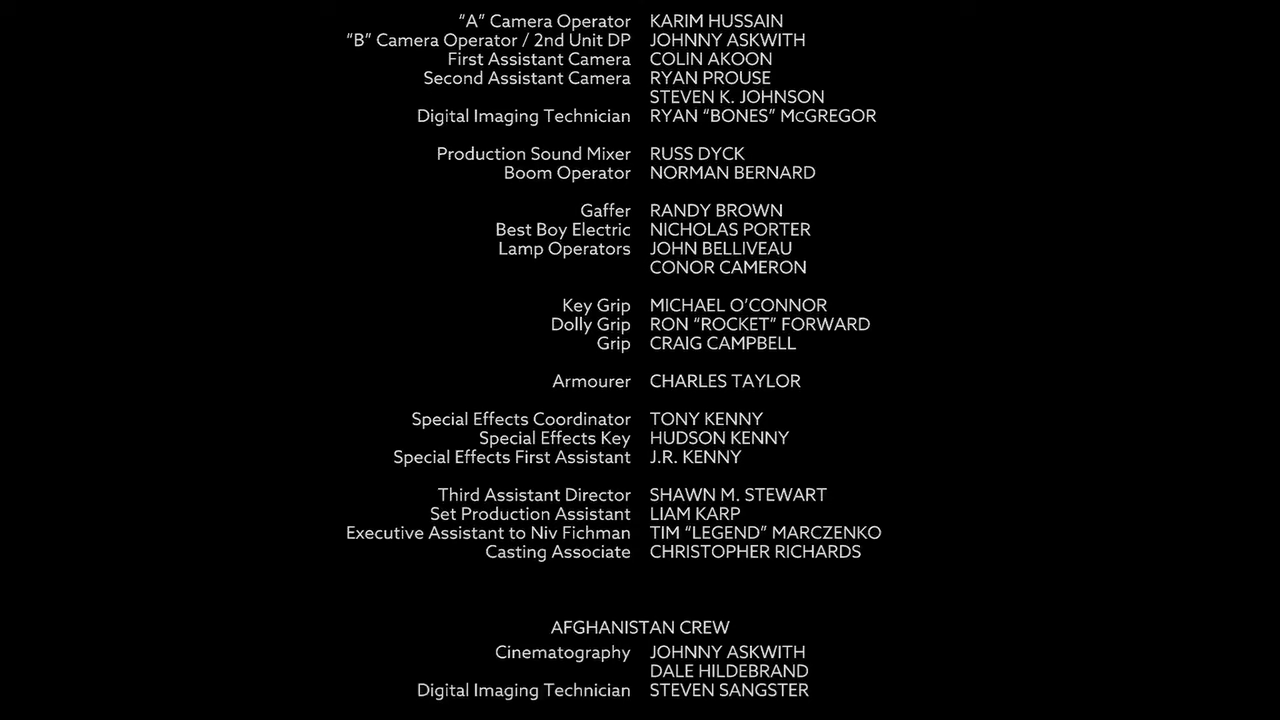 “A” Camera Operator KARIM HUSSAIN
“B” Camera Operator / 2nd Unit DP JOHNNY ASKWITH
First Assistant Camera COLIN AKOON
Second Assistant Camera RYAN PROUSE
STEVEN K. JOHNSON
Digital Imaging Technician RYAN “BONES” McGREGOR
Production Sound Mixer RUSS DYCK
Boom Operator NORMAN BERNARD
Gaffer RANDY BROWN
Best Boy Electric NICHOLAS PORTER
Lamp Operators JOHN BELLIVEAU
CONOR CAMERON
Key Grip MICHAEL O’CONNOR
Dolly Grip RON “ROCKET” FORWARD
Grip CRAIG CAMPBELL
Armourer CHARLES TAYLOR
Special Effects Coordinator TONY KENNY
Special Effects Key HUDSON KENNY
Special Effects First Assistant J.R. KENNY
Third Assistant Director SHAWN M. STEWART
Set Production Assistant LIAM KARP
Executive Assistant to Niv Fichman TIM “LEGEND” MARCZENKO
Casting Associate CHRISTOPHER RICHARDS
AFGHANISTAN CREW
Cinematography JOHNNY ASKWITH
DALE HILDEBRAND
Digital Imaging Technician STEVEN SANGSTER